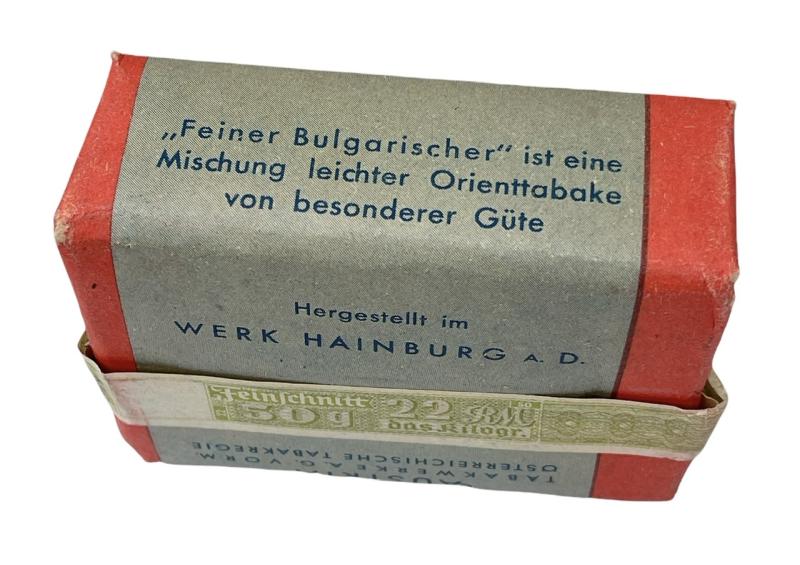 „Feiner Bulgarischer" ist eine
Mischung leichter Orienttabake
von besonderer Güte
Hergestellt im
WERK HAINBURG A. D.
Feinschnitt
50g 22 RM 50
das Kilogr.
TABAKWERKE A. G. VORM.
ÖSTERREICHISCHE TABAKREGIE